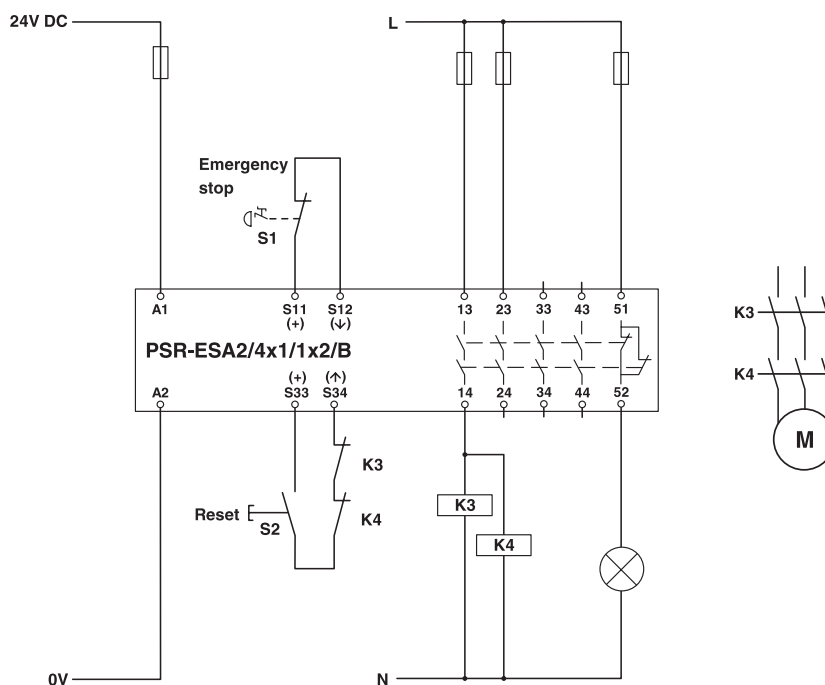 24V DC
L
Emergency
stop
S1
A1
S11
S12
13
23
33
43
51
(+)
(↓)
PSR-ESA2/4x1/1x2/B
(+)
(↑)
A2
S33
S34
14
24
34
44
52
K3
K4
M
K3
K4
Reset
S2
K3
K4
0V
N